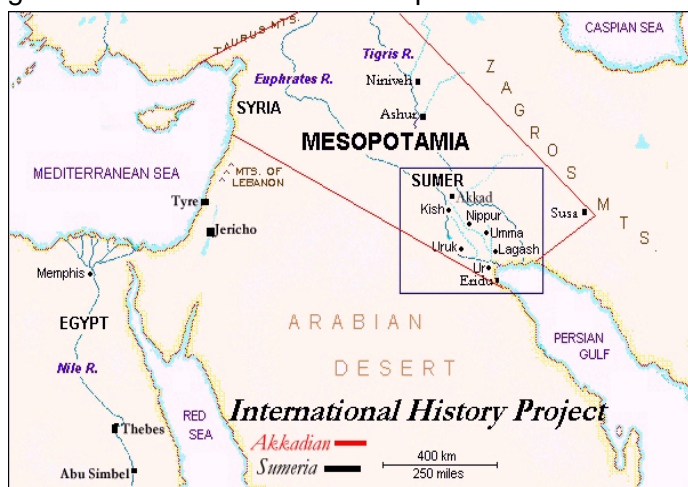 TAURUS MTS.
CASPIAN SEA
Tigris R.
Euphrates R.
Niniveh
ZAGROS MTS.
SYRIA
Ashur
MESOPOTAMIA
MEDITERRANEAN SEA
MTS. OF
LEBANON
SUMER
Akkad
Tyre
Kish
Nippur
Susa
Jericho
Umma
Uruk
Lagash
Memphis
Ur
Eridu
EGYPT
ARABIAN
DESERT
PERSIAN
GULF
Nile R.
RED
SEA
International History Project
Thebes
Akkadian
Sumeria
400 km
250 miles
Abu Simbel